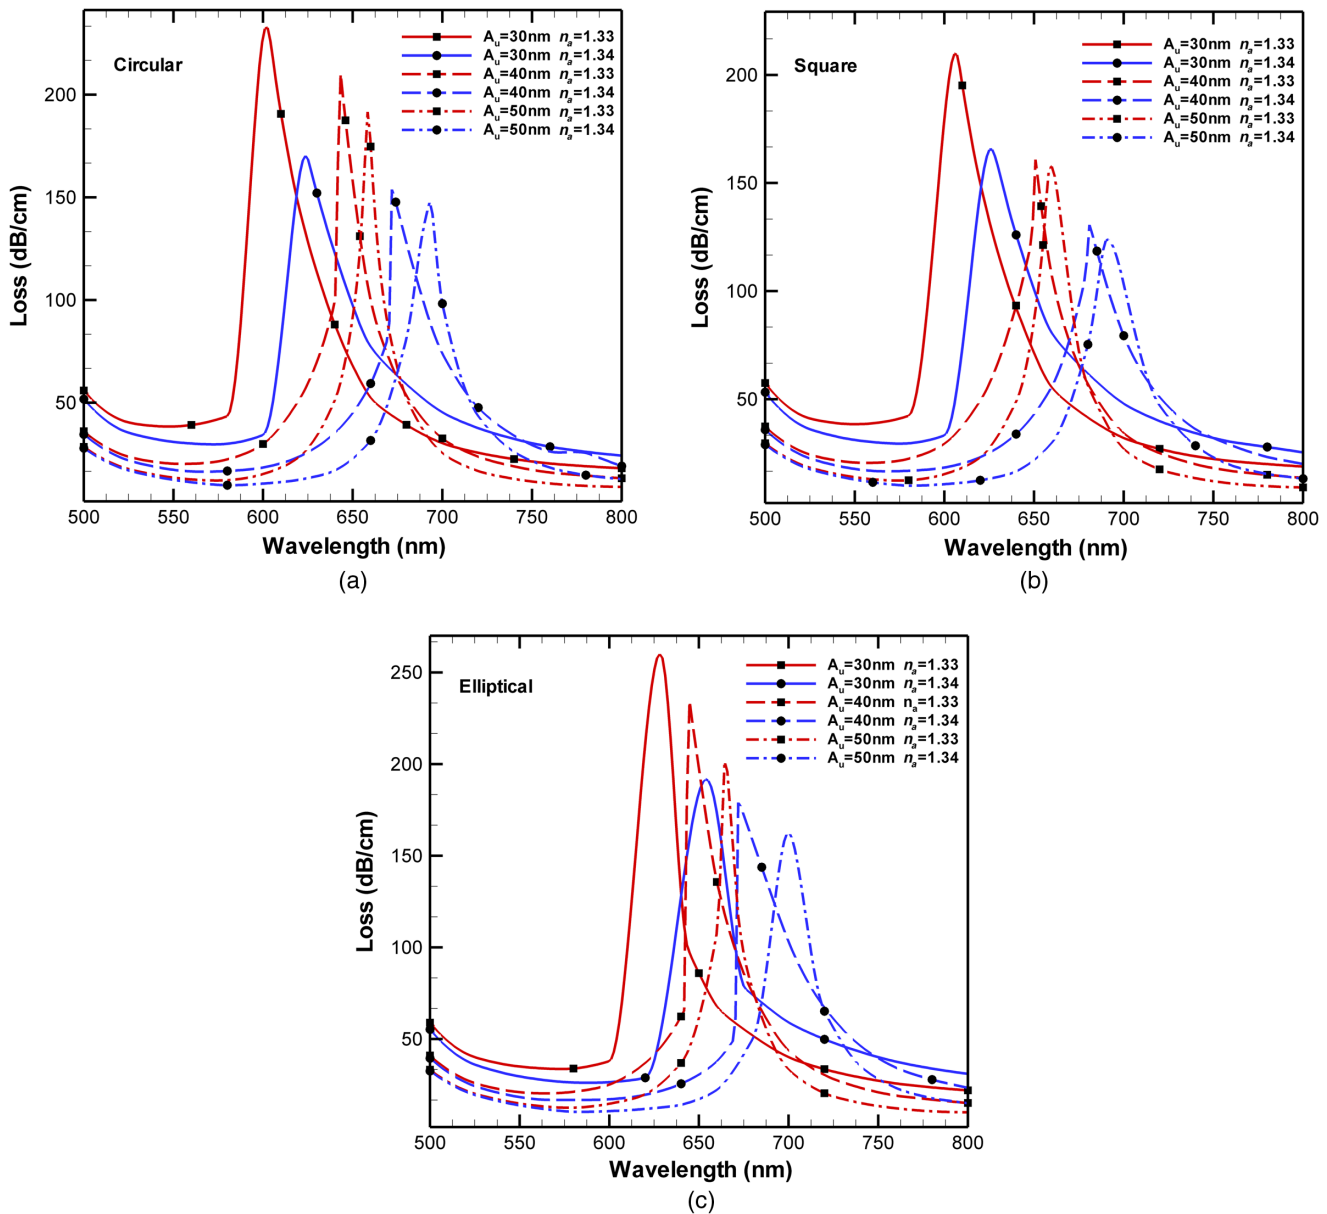 Circular
A_u=30nm n_a=1.33
A_u=30nm n_a=1.34
A_u=40nm n_a=1.33
A_u=40nm n_a=1.34
A_u=50nm n_a=1.33
A_u=50nm n_a=1.34
Loss (dB/cm)
200
150
100
50
500 550 600 650 700 750 800
Wavelength (nm)
(a)
Square
A_u=30nm n_a=1.33
A_u=30nm n_a=1.34
A_u=40nm n_a=1.33
A_u=40nm n_a=1.34
A_u=50nm n_a=1.33
A_u=50nm n_a=1.34
Loss (dB/cm)
200
150
100
50
500 550 600 650 700 750 800
Wavelength (nm)
(b)
Elliptical
A_u=30nm n_a=1.33
A_u=30nm n_a=1.34
A_u=40nm n_a=1.33
A_u=40nm n_a=1.34
A_u=50nm n_a=1.33
A_u=50nm n_a=1.34
Loss (dB/cm)
250
200
150
100
50
500 550 600 650 700 750 800
Wavelength (nm)
(c)